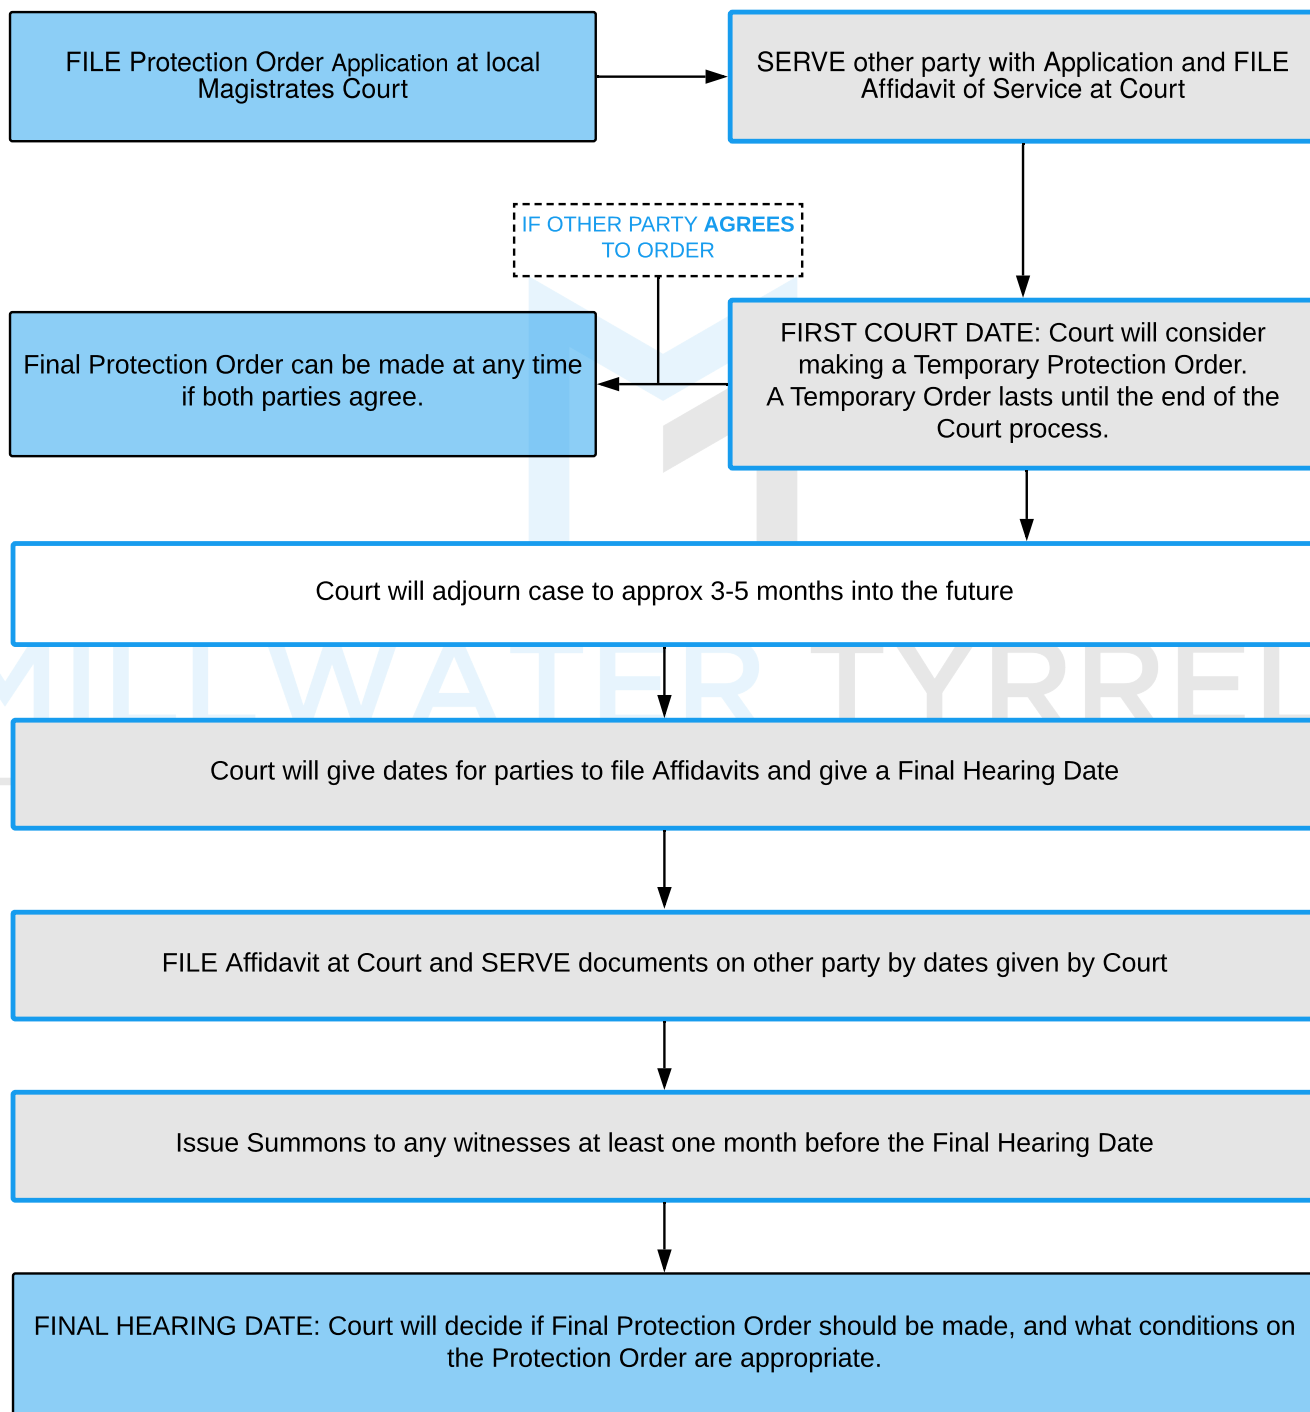 FILE Protection Order Application at local
Magistrates Court
SERVE other party with Application and FILE
Affidavit of Service at Court
IF OTHER PARTY AGREES
TO ORDER
Final Protection Order can be made at any time
if both parties agree.
FIRST COURT DATE: Court will consider
making a Temporary Protection Order.
A Temporary Order lasts until the end of the
Court process.
Court will adjourn case to approx 3-5 months into the future
MILLWATER TYRREL
Court will give dates for parties to file Affidavits and give a Final Hearing Date
FILE Affidavit at Court and SERVE documents on other party by dates given by Court
Issue Summons to any witnesses at least one month before the Final Hearing Date
FINAL HEARING DATE: Court will decide if Final Protection Order should be made, and what conditions on
the Protection Order are appropriate.